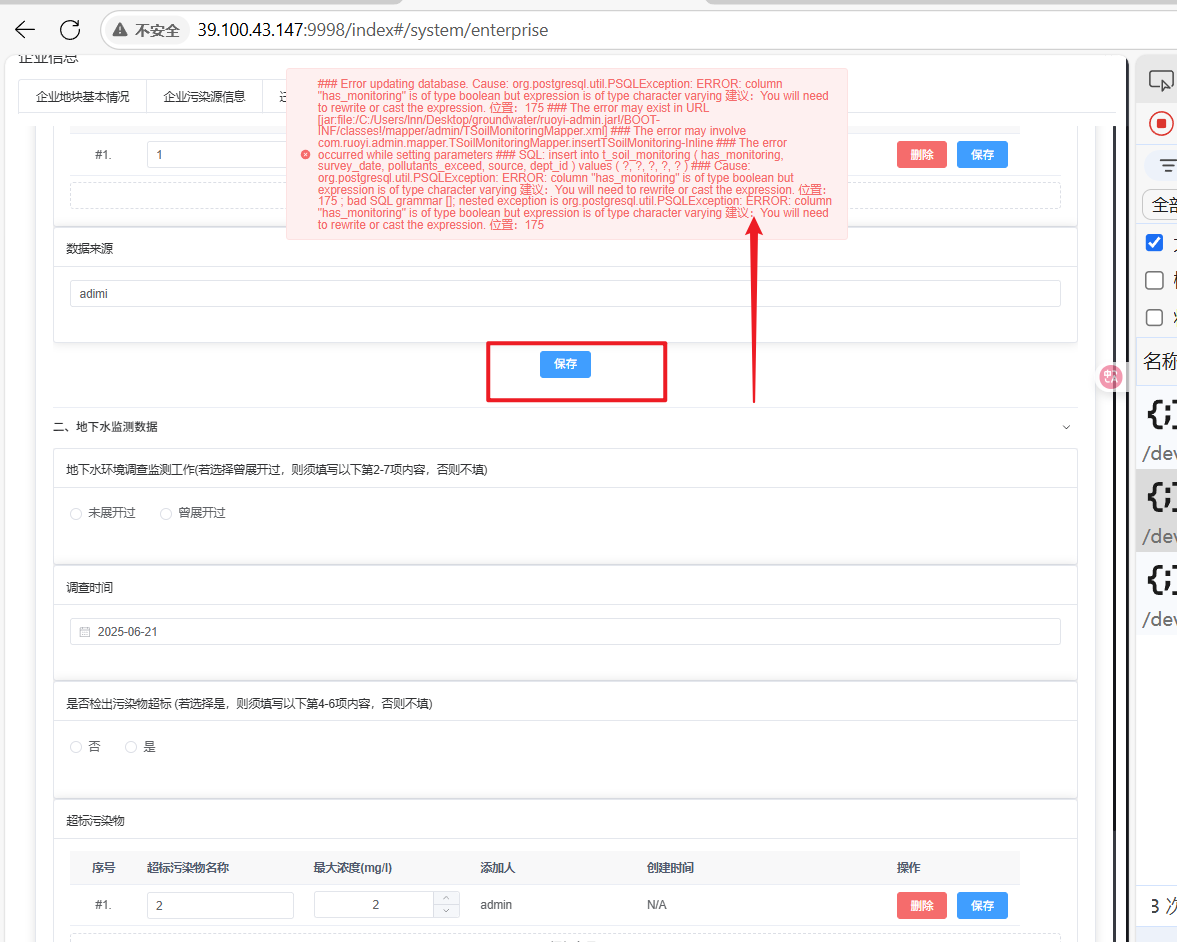 不安全 39.100.43.147:9998/index#/system/enterprise
企业信息
企业地块基本情况 企业污染源信息
### Error updating database. Cause: org.postgresql.util.PSQLException: ERROR: column
"has_monitoring" is of type boolean but expression is of type character varying 建议：You will need
to rewrite or cast the expression. 位置：175 ### The error may exist in URL
[jar:file:/C:/Users/lnn/Desktop/groundwater/ruoyi-admin.jar!/BOOT-
INF/classes!/mapper/admin/TSoilMonitoringMapper.xml] ### The error may involve
com.ruoyi.admin.mapper.TSoilMonitoringMapper.insertTSoilMonitoring-Inline ### The error
occurred while setting parameters ### SQL: insert into t_soil_monitoring ( has_monitoring,
survey_date, pollutants_exceed, source, dept_id ) values ( ?, ?, ?, ?, ? ) ### Cause:
org.postgresql.util.PSQLException: ERROR: column "has_monitoring" is of type boolean but
expression is of type character varying 建议：You will need to rewrite or cast the expression. 位置：
175 ; bad SQL grammar []; nested exception is org.postgresql.util.PSQLException: ERROR: column
"has_monitoring" is of type boolean but expression is of type character varying 建议：You will need
to rewrite or cast the expression. 位置：175
#1. 1 删除 保存
数据来源
adimi
保存
二、地下水监测数据
地下水环境调查监测工作(若选择曾展开过，则须填写以下第2-7项内容，否则不填)
未展开过 曾展开过
调查时间
2025-06-21
是否检出污染物超标 (若选择是，则须填写以下第4-6项内容，否则不填)
否 是
超标污染物
序号 超标污染物名称 最大浓度(mg/l) 添加人 创建时间 操作
#1. 2 2 admin N/A 删除 保存
全部
名称
/dev
/dev
/dev
3 次